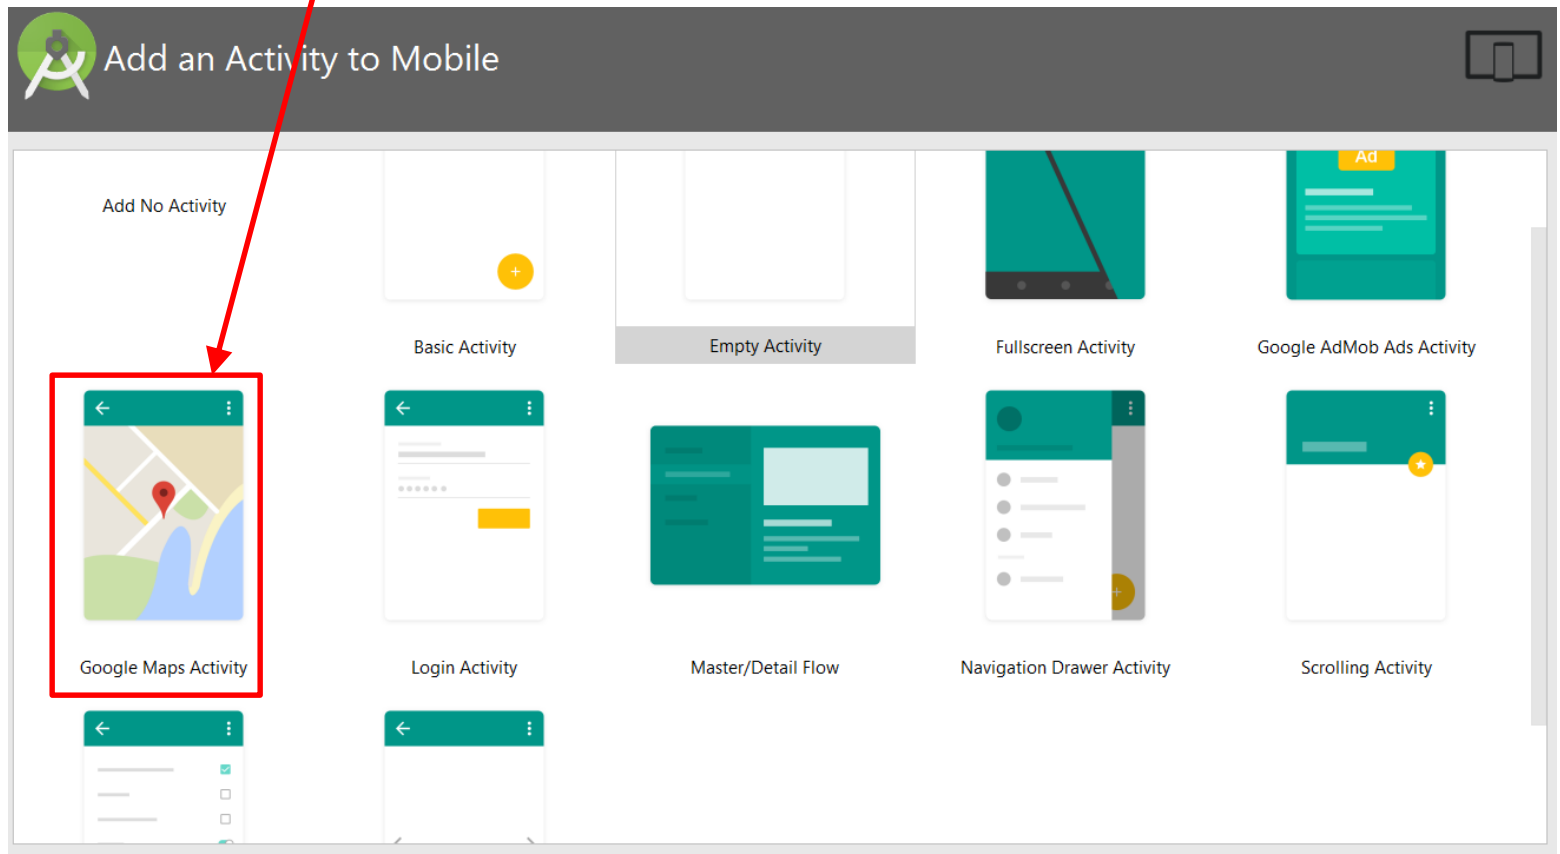 Add an Activity to Mobile
Ad
Add No Activity
Basic Activity
Empty Activity
Fullscreen Activity
Google AdMob Ads Activity
Google Maps Activity
Login Activity
Master/Detail Flow
Navigation Drawer Activity
Scrolling Activity